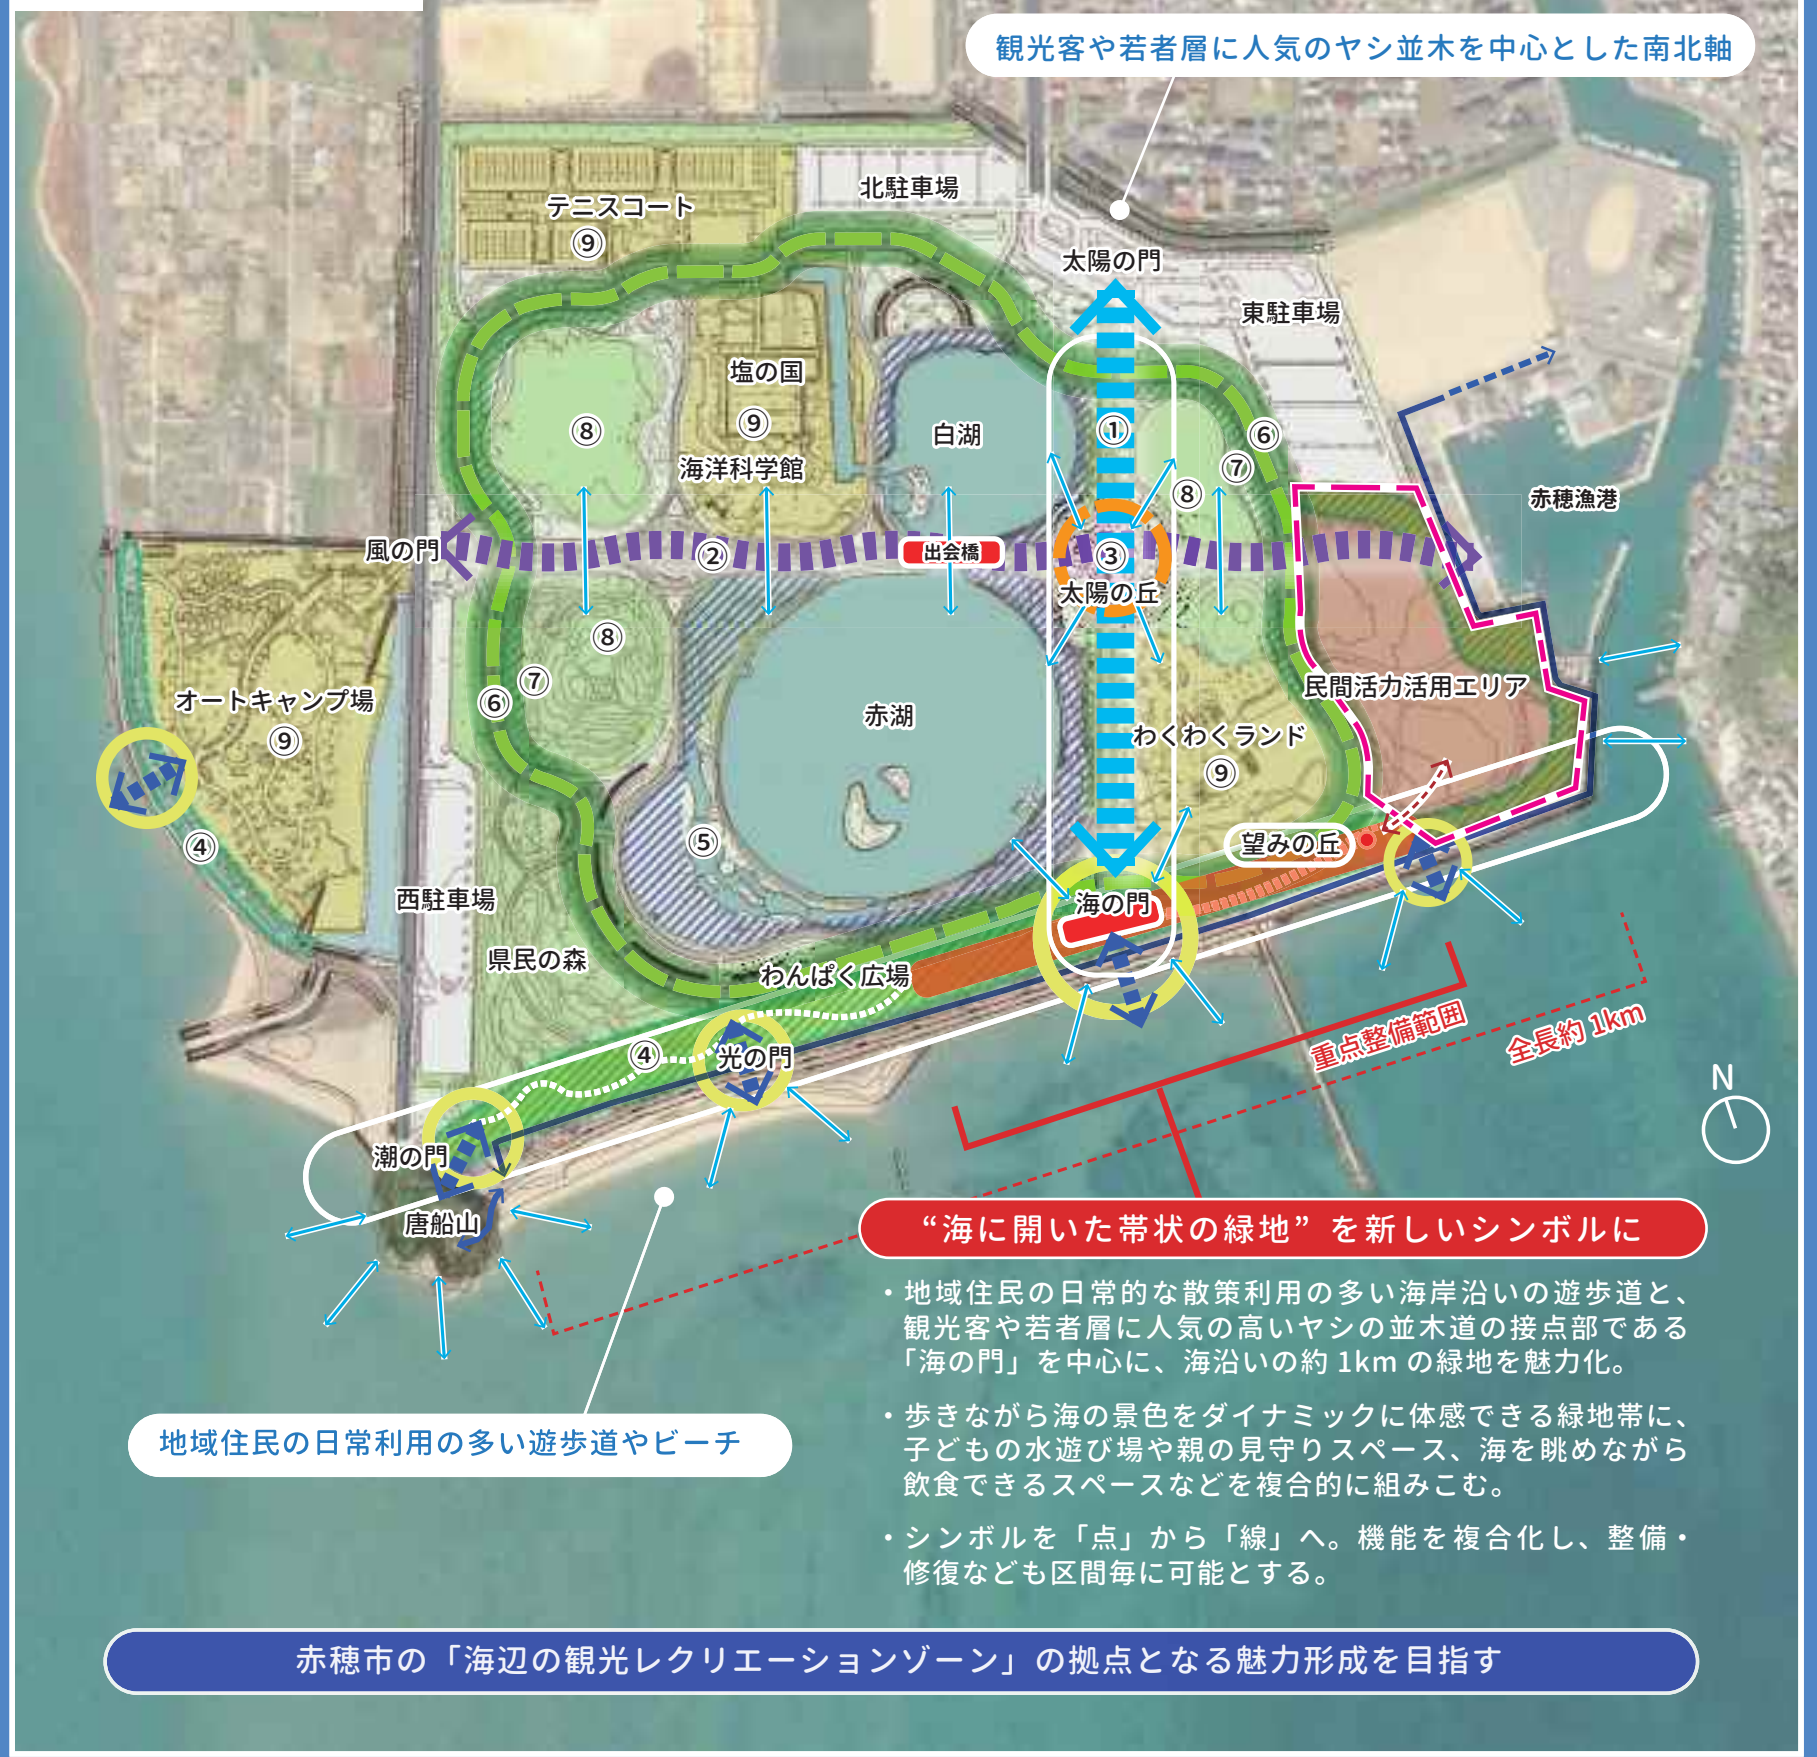 観光客や若者層に人気のヤシ並木を中心とした南北軸
北駐車場
テニスコート
⑨
太陽の門
東駐車場
塩の国
⑨
海洋科学館
白湖
⑧
①
⑥
⑦
⑧
赤穂漁港
風の門
②
出会橋
③
太陽の丘
⑧
⑦
⑥
オートキャンプ場
⑨
赤湖
民間活力活用エリア
わくわくランド
⑨
④
⑤
望みの丘
西駐車場
海の門
県民の森
わんぱく広場
④
光の門
重点整備範囲
全長約 1km
N
潮の門
唐船山
“海に開いた帯状の緑地”を新しいシンボルに
・地域住民の日常的な散策利用の多い海岸沿いの遊歩道と、
観光客や若者層に人気の高いヤシの並木道の接点部である
「海の門」を中心に、海沿いの約 1km の緑地を魅力化。
・歩きながら海の景色をダイナミックに体感できる緑地帯に、
子どもの水遊び場や親の見守りスペース、海を眺めながら
飲食できるスペースなどを複合的に組みこむ。
・シンボルを「点」から「線」へ。機能を複合化し、整備・
修復なども区間毎に可能とする。
地域住民の日常利用の多い遊歩道やビーチ
赤穂市の「海辺の観光レクリエーションゾーン」の拠点となる魅力形成を目指す